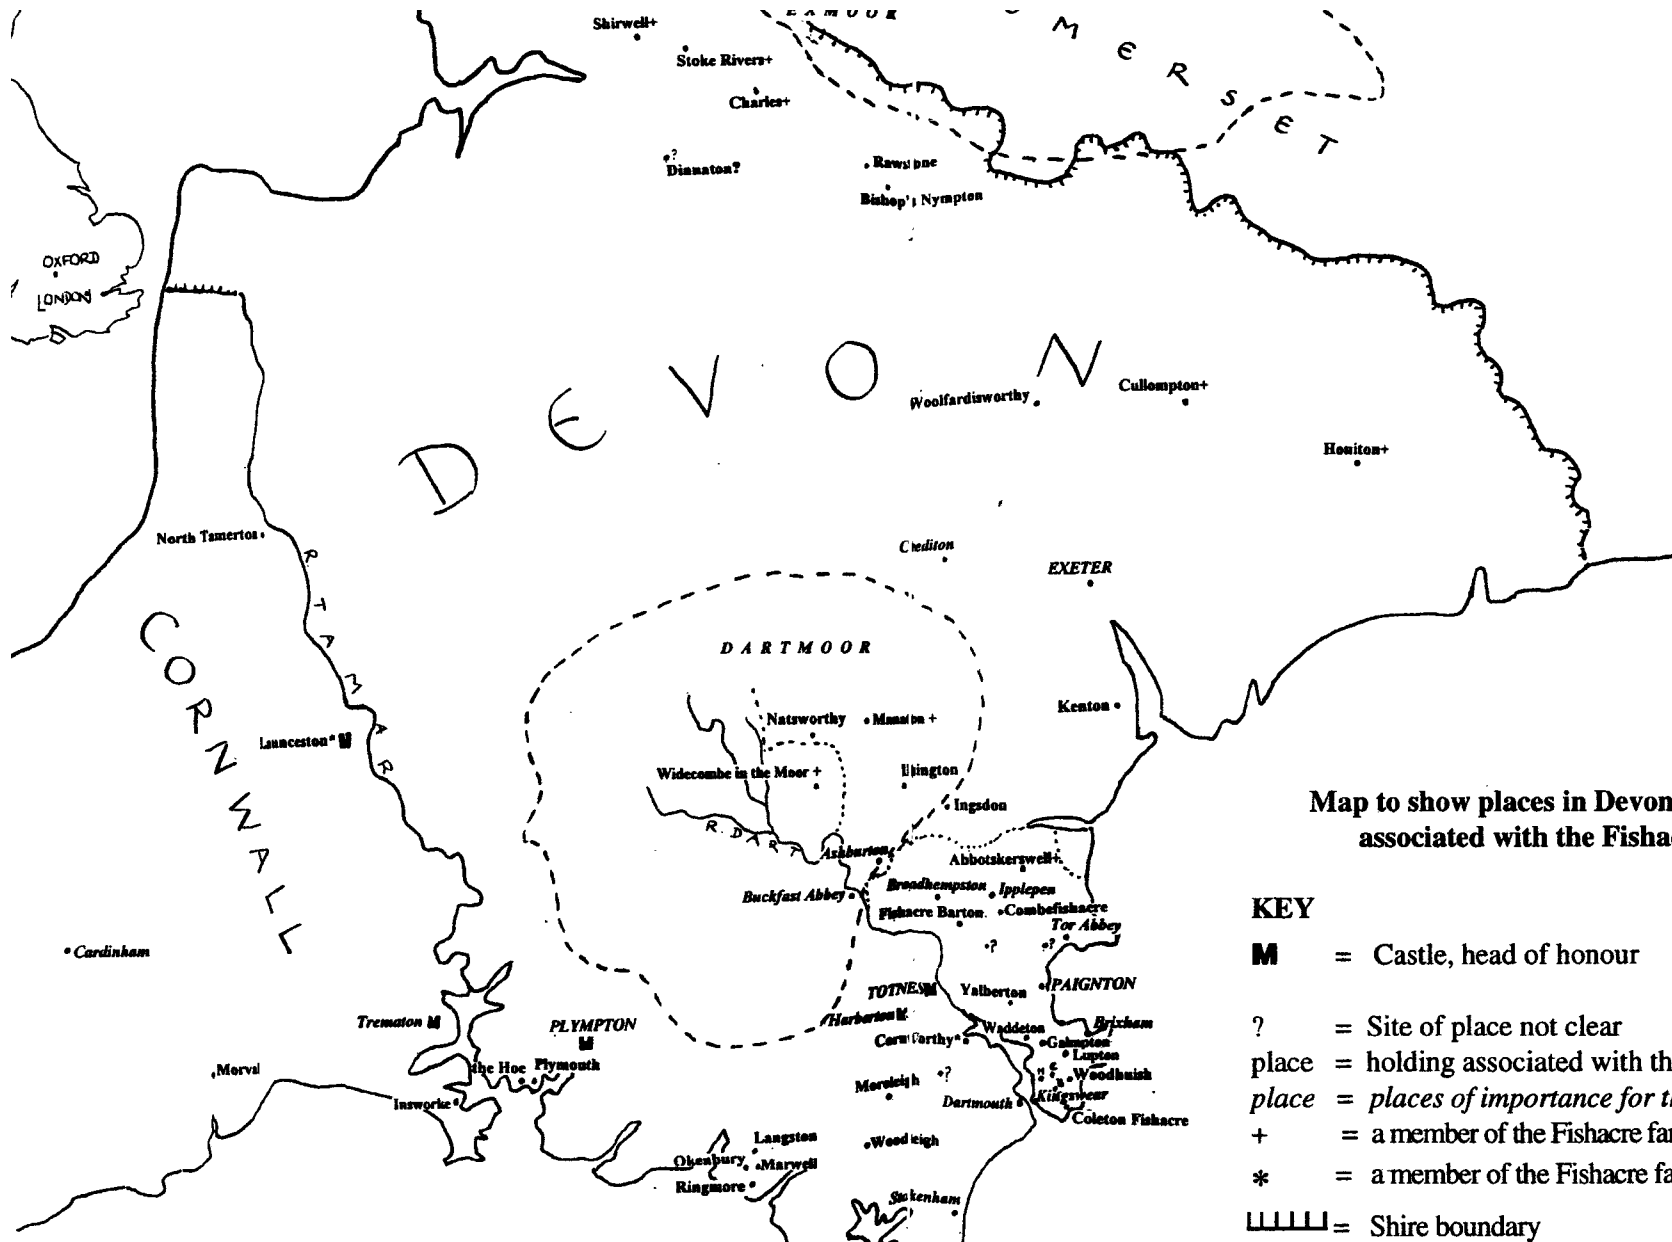 EXMOOR
Shirwell+
Stoke Rivers+
Charles+
?
Dinnaton?
Rawstone
Bishop's Nympton
SOMERSET
OXFORD
LONDON
DEVON
Woolfardisworthy
Cullompton+
Honiton+
North Tamerton
Crediton
EXETER
R TAMAR
CORNWALL
DARTMOOR
Kenton
Natsworthy
Manaton +
Launceston*M
Widecombe in the Moor +
Ilsington
Ingsdon
R. DART
Ashburton
Abbotskerswell+
Buckfast Abbey
Broadhempston
Ipplepen
Fishacre Barton
Combefishacre
Tor Abbey
?
?
Cardinham
TOTNES M
Yalberton
PAIGNTON
Trematon M
PLYMPTON
M
Harberton M
Waddeton
Brixham
Cornworthy*
Galmpton
Lupton
Morval
the Hoe
Plymouth
Moreleigh
?
Woodhuish
Insworke
Dartmouth
Kingswear
Coleton Fishacre
Langston
Woodleigh
Okenbury
Marwell
Ringmore
Stokenham
Map to show places in Devon
associated with the Fishac
KEY
M = Castle, head of honour
? = Site of place not clear
place = holding associated with th
place = places of importance for th
+ = a member of the Fishacre fa
* = a member of the Fishacre fa
= Shire boundary